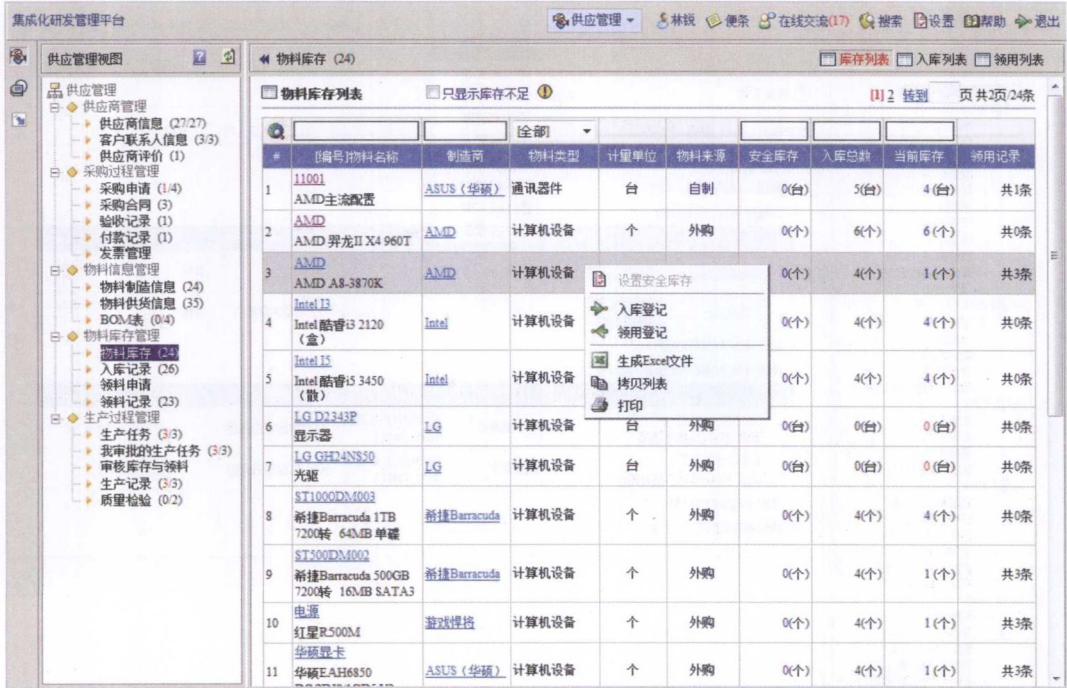 集成化研发管理平台
供应管理 林锐 便条 在线交流(17) 搜索 设置 帮助 退出
供应管理视图
物料库存 (24)
库存列表 入库列表 领用列表
供应管理
供应商管理
供应商信息 (27/27)
客户联系人信息 (3/3)
供应商评价 (1)
采购过程管理
采购申请 (1/4)
采购合同 (3)
验收记录 (1)
付款记录 (1)
发票管理
物料信息管理
物料制造信息 (24)
物料供货信息 (35)
BOM表 (0/4)
物料库存管理
物料库存 (24)
入库记录 (26)
领料申请
领料记录 (23)
生产过程管理
生产任务 (3/3)
我审批的生产任务 (3/3)
审核库存与领料
生产记录 (3/3)
质量检验 (0/2)
物料库存列表 只显示库存不足 [1] 2 转到 页 共2页/24条
[全部]
# [编号]物料名称 制造商 物料类型 计量单位 物料来源 安全库存 入库总数 当前库存 领用记录
1 11001 AMD主流配置 ASUS（华硕） 通讯器件 台 自制 0(台) 5(台) 4(台) 共1条
2 AMD AMD 羿龙II X4 960T AMD 计算机设备 个 外购 0(个) 6(个) 6(个) 共0条
3 AMD AMD A8-3870K AMD 计算机设备 0(个) 4(个) 1(个) 共3条
4 Intel I3 Intel 酷睿i3 2120（盒） Intel 计算机设备 0(个) 4(个) 4(个) 共0条
Intel I5 Intel 酷睿i5 3450（散） Intel 计算机设备 0(个) 4(个) 4(个) 共0条
6 LG D2343P 显示器 LG 计算机设备 台 外购 0(台) 0(台) 0(台) 共0条
7 LG GH24NS50 光驱 LG 计算机设备 台 外购 0(台) 0(台) 0(台) 共0条
8 ST1000DM003 希捷Barracuda 1TB 7200转 64MB 单碟 希捷Barracuda 计算机设备 个 外购 0(个) 4(个) 4(个) 共0条
9 ST500DM002 希捷Barracuda 500GB 7200转 16MB SATA3 希捷Barracuda 计算机设备 个 外购 0(个) 4(个) 1(个) 共3条
10 电源 红星R500M 游戏悍将 计算机设备 个 外购 0(个) 4(个) 1(个) 共3条
11 华硕显卡 华硕EAH6850 ASUS（华硕） 计算机设备 个 外购 0(个) 4(个) 1(个) 共3条
设置安全库存
入库登记
领用登记
生成Excel文件
拷贝列表
打印